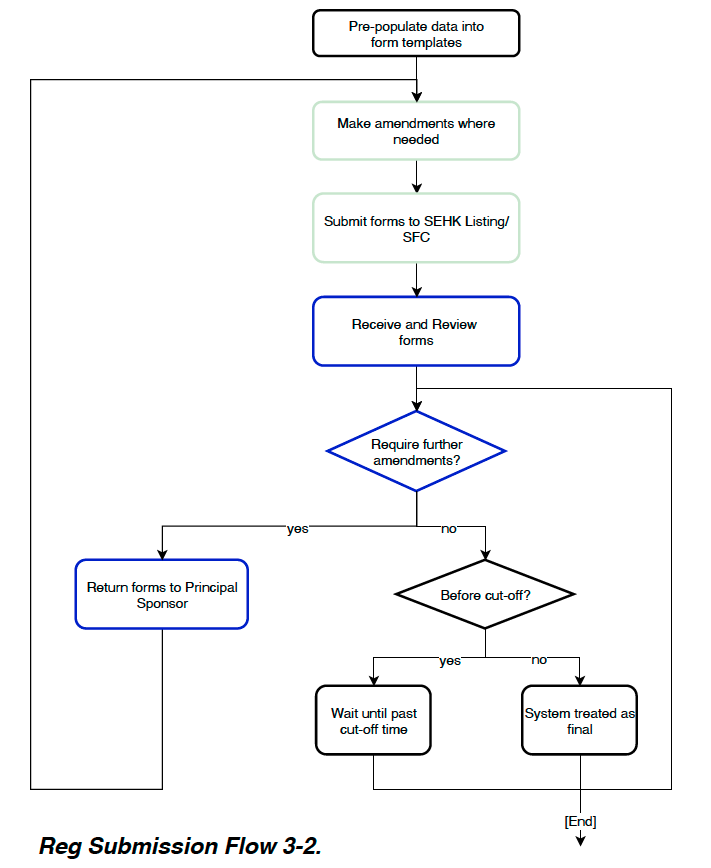 Pre-populate data into
form templates
Make amendments where
needed
Submit forms to SEHK Listing/
SFC
Receive and Review
forms
Require further
amendments?
yes
no
Return forms to Principal
Sponsor
Before cut-off?
yes
no
Wait until past
cut-off time
System treated as
final
[End]
Reg Submission Flow 3-2.